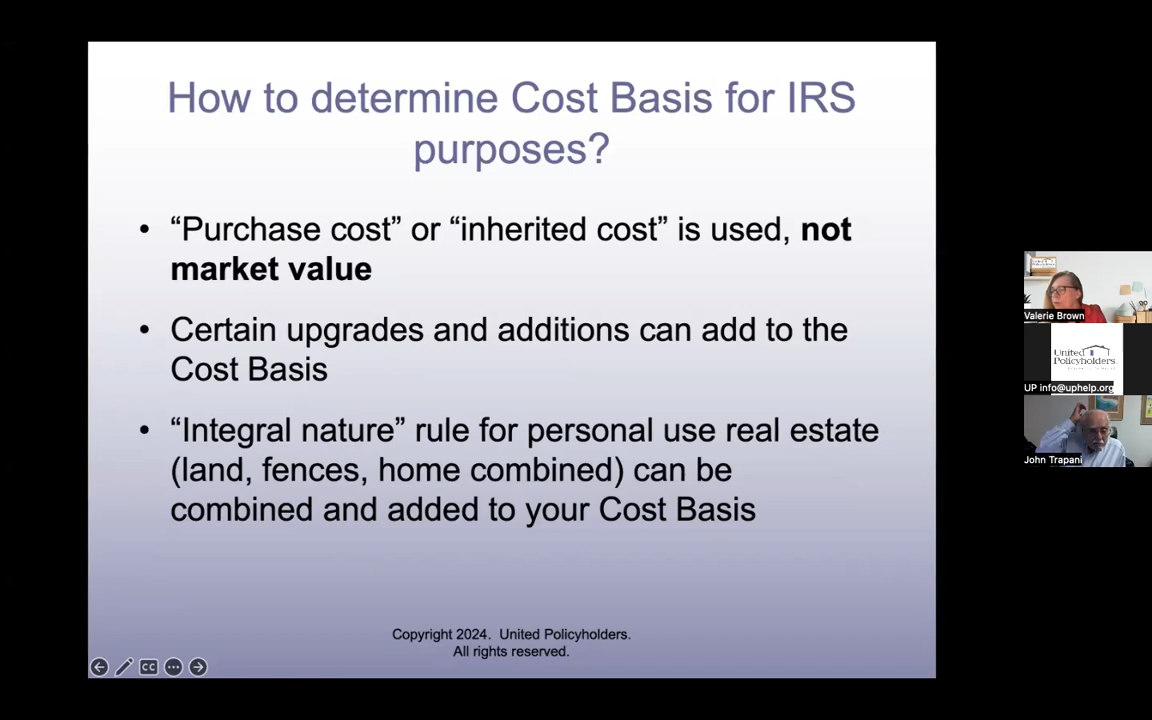 How to determine Cost Basis for IRS
purposes?
• “Purchase cost” or “inherited cost” is used, not
market value
• Certain upgrades and additions can add to the
Cost Basis
• “Integral nature” rule for personal use real estate
(land, fences, home combined) can be
combined and added to your Cost Basis
Copyright 2024. United Policyholders.
All rights reserved.
CC
Valerie Brown
United
Policyholders
UP info@uphelp.org
John Trapani